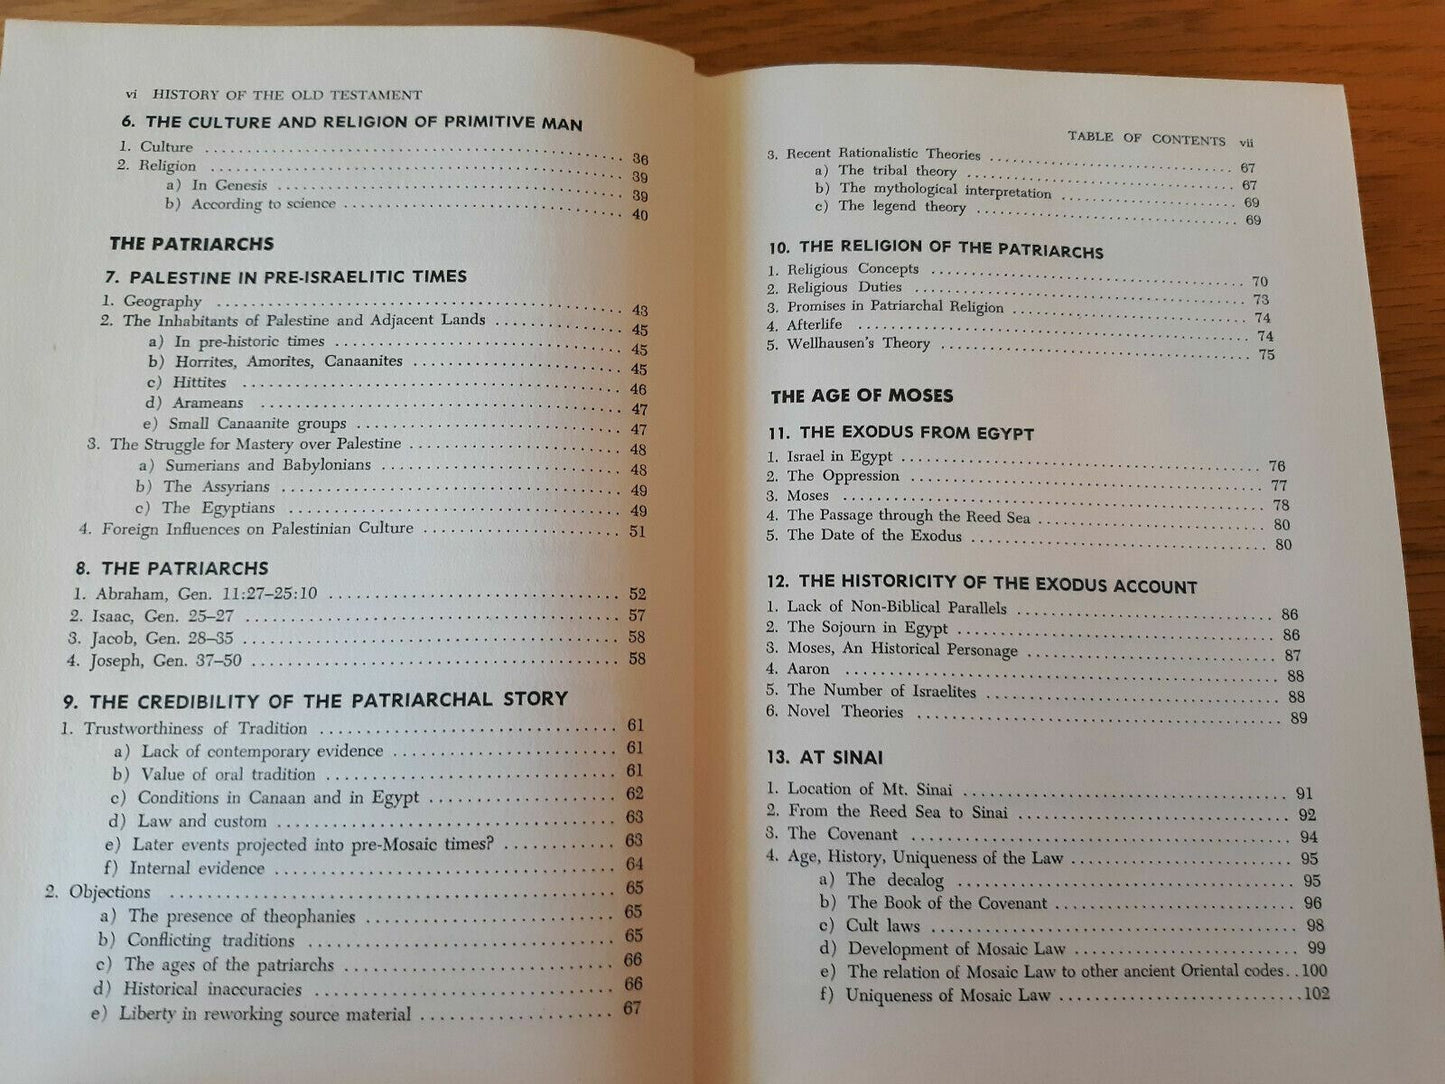 vi HISTORY OF THE OLD TESTAMENT
6. THE CULTURE AND RELIGION OF PRIMITIVE MAN
1. Culture 36
2. Religion 39
a) In Genesis 39
b) According to science 40
THE PATRIARCHS
7. PALESTINE IN PRE-ISRAELITIC TIMES
1. Geography 43
2. The Inhabitants of Palestine and Adjacent Lands 45
a) In pre-historic times 45
b) Horrites, Amorites, Canaanites 45
c) Hittites 46
d) Arameans 47
e) Small Canaanite groups 47
3. The Struggle for Mastery over Palestine 48
a) Sumerians and Babylonians 48
b) The Assyrians 49
c) The Egyptians 49
4. Foreign Influences on Palestinian Culture 51
8. THE PATRIARCHS
1. Abraham, Gen. 11:27–25:10 52
2. Isaac, Gen. 25–27 57
3. Jacob, Gen. 28–35 58
4. Joseph, Gen. 37–50 58
9. THE CREDIBILITY OF THE PATRIARCHAL STORY
1. Trustworthiness of Tradition 61
a) Lack of contemporary evidence 61
b) Value of oral tradition 61
c) Conditions in Canaan and in Egypt 62
d) Law and custom 63
e) Later events projected into pre-Mosaic times? 63
f) Internal evidence 64
2. Objections 65
a) The presence of theophanies 65
b) Conflicting traditions 65
c) The ages of the patriarchs 66
d) Historical inaccuracies 66
e) Liberty in reworking source material 67
TABLE OF CONTENTS vii
3. Recent Rationalistic Theories 67
a) The tribal theory 67
b) The mythological interpretation 69
c) The legend theory 69
10. THE RELIGION OF THE PATRIARCHS
1. Religious Concepts 70
2. Religious Duties 73
3. Promises in Patriarchal Religion 74
4. Afterlife 74
5. Wellhausen's Theory 75
THE AGE OF MOSES
11. THE EXODUS FROM EGYPT
1. Israel in Egypt 76
2. The Oppression 77
3. Moses 78
4. The Passage through the Reed Sea 80
5. The Date of the Exodus 80
12. THE HISTORICITY OF THE EXODUS ACCOUNT
1. Lack of Non-Biblical Parallels 86
2. The Sojourn in Egypt 86
3. Moses, An Historical Personage 87
4. Aaron 88
5. The Number of Israelites 88
6. Novel Theories 89
13. AT SINAI
1. Location of Mt. Sinai 91
2. From the Reed Sea to Sinai 92
3. The Covenant 94
4. Age, History, Uniqueness of the Law 95
a) The decalog 95
b) The Book of the Covenant 96
c) Cult laws 98
d) Development of Mosaic Law 99
e) The relation of Mosaic Law to other ancient Oriental codes..100
f) Uniqueness of Mosaic Law 102